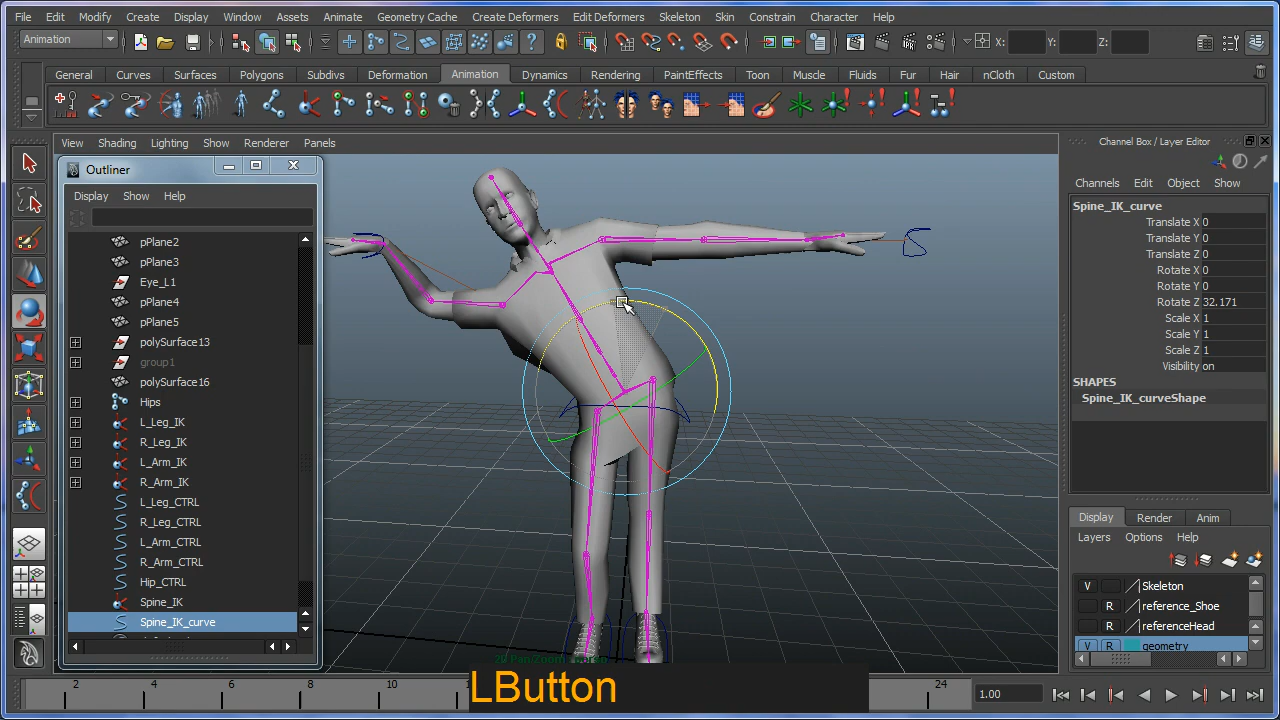 File Edit Modify Create Display Window Assets Animate Geometry Cache Create Deformers Edit Deformers Skeleton Skin Constrain Character Help
Animation X: Y: Z:
General Curves Surfaces Polygons Subdivs Deformation Animation Dynamics Rendering PaintEffects Toon Muscle Fluids Fur Hair nCloth Custom
View Shading Lighting Show Renderer Panels
Outliner
Display Show Help
pPlane2
pPlane3
Eye_L1
pPlane4
pPlane5
polySurface13
group1
polySurface16
Hips
L_Leg_IK
R_Leg_IK
L_Arm_IK
R_Arm_IK
L_Leg_CTRL
R_Leg_CTRL
L_Arm_CTRL
R_Arm_CTRL
Hip_CTRL
Spine_IK
Spine_IK_curve
Channel Box / Layer Editor
Channels Edit Object Show
Spine_IK_curve
Translate X 0
Translate Y 0
Translate Z 0
Rotate X 0
Rotate Y 0
Rotate Z 32.171
Scale X 1
Scale Y 1
Scale Z 1
Visibility on
SHAPES
Spine_IK_curveShape
Display Render Anim
Layers Options Help
V Skeleton
R reference_Shoe
R referenceHead
V R geometry
2D Pan/Zoom : persp
LButton
2 4 6 8 10 24
1.00